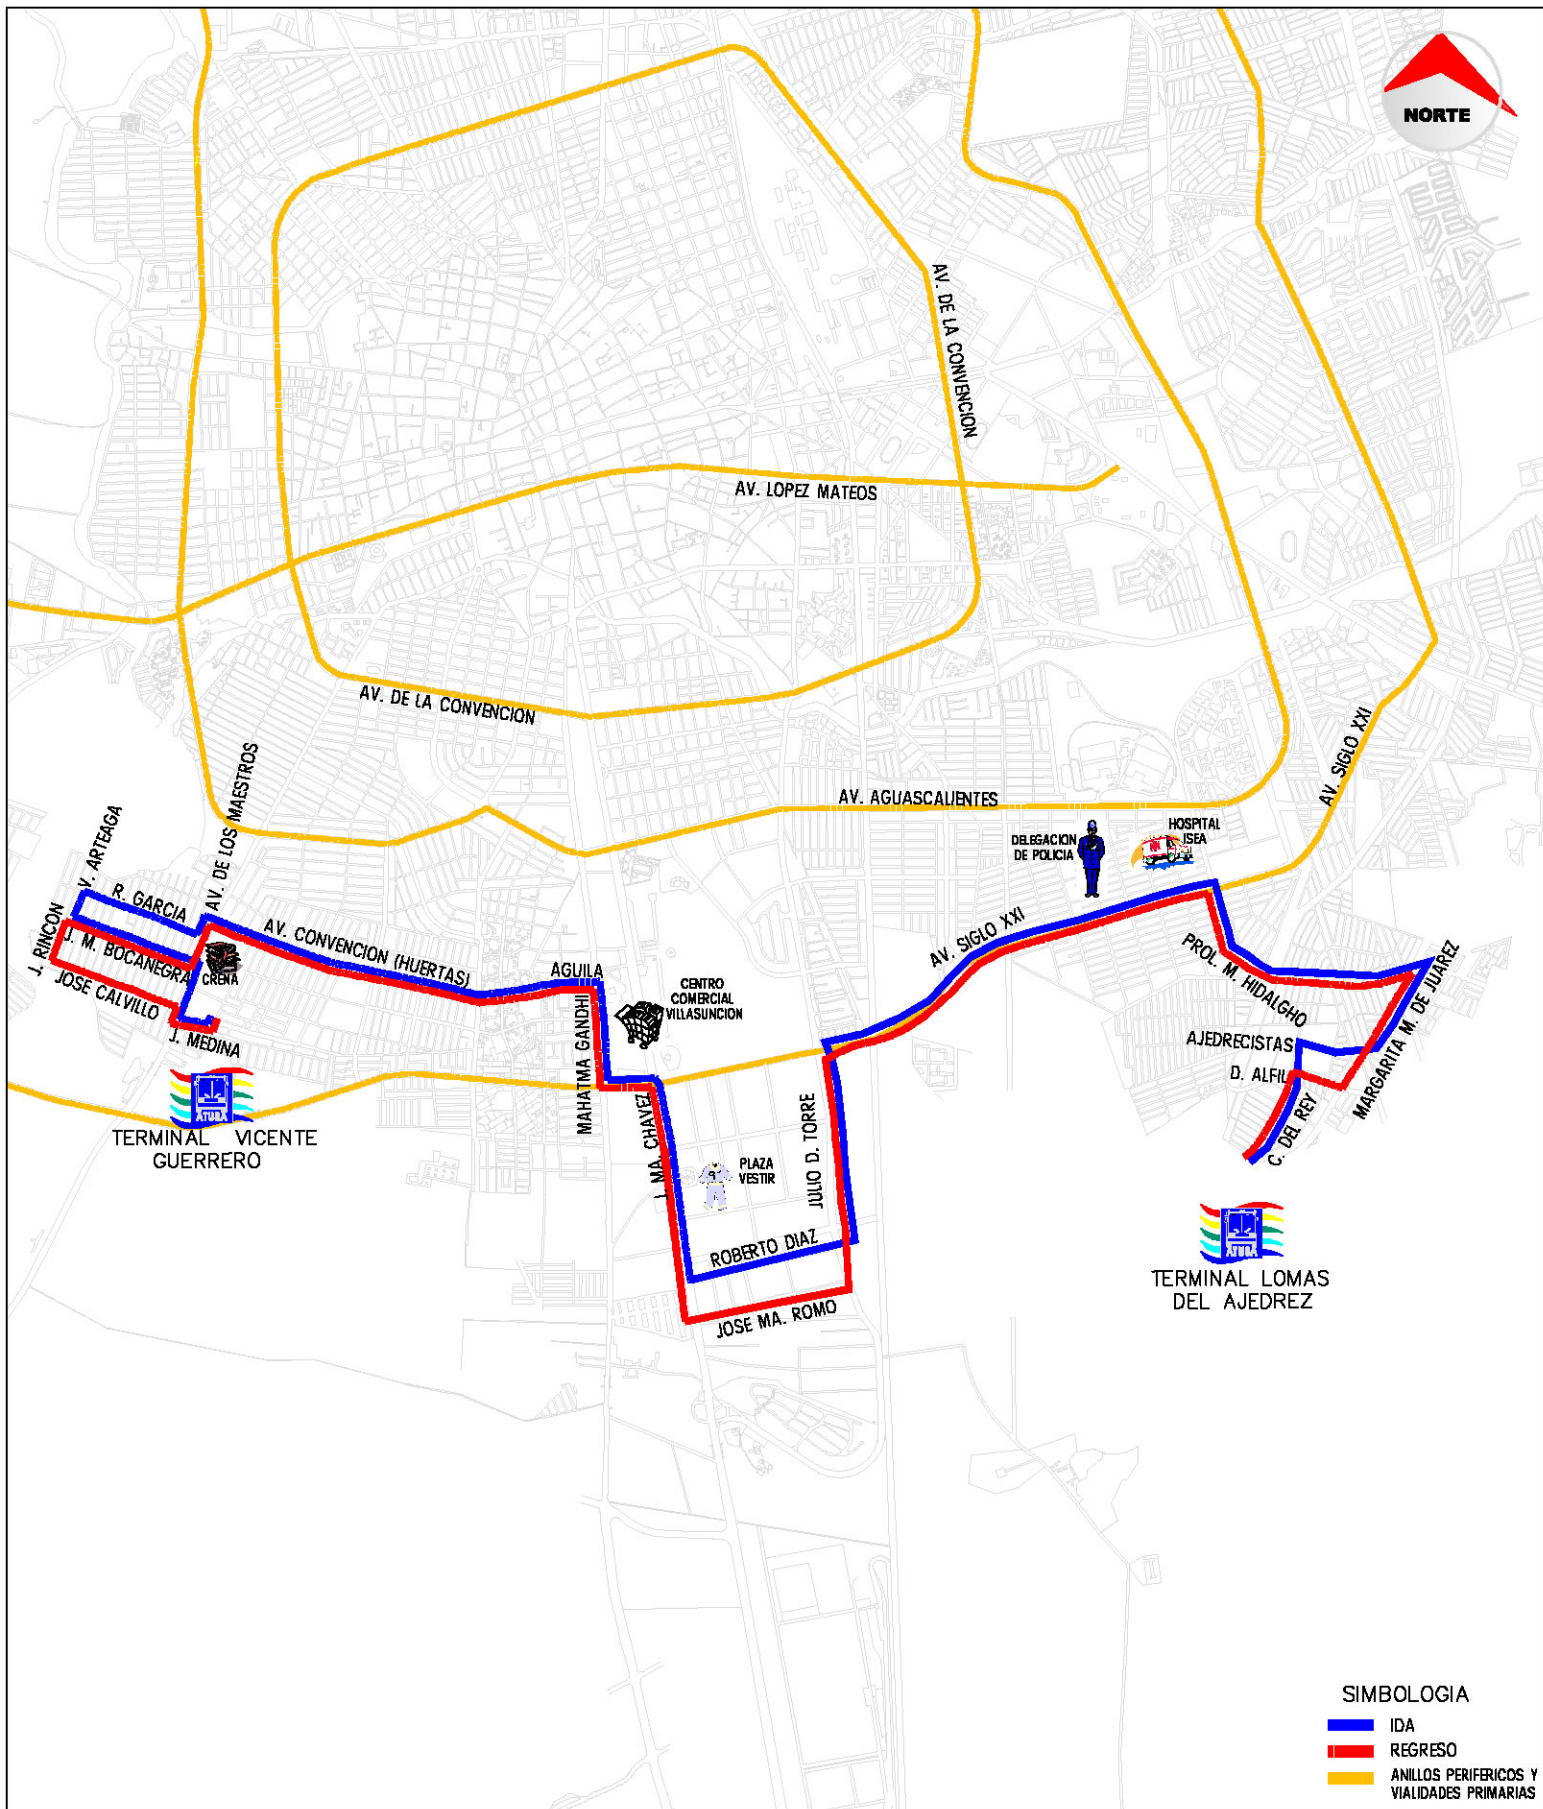 NORTE
AV. DE LA CONVENCION
AV. LOPEZ MATEOS
AV. DE LA CONVENCION
AV. SIGLO XXI
AV. AGUASCALIENTES
AV. DE LOS MAESTROS
V. ARTEAGA
R. GARCIA
J. RINCON
J. M. BOCANEGRA
JOSE CALVILLO
CRENA
J. MEDINA
AV. CONVENCION (HUERTAS)
AGUILA
MAHATMA GANDHI
CENTRO
COMERCIAL
VILLASUNCION
DELEGACION
DE POLICIA
HOSPITAL
ISEA
AV. SIGLO XXI
PROL. M. HIDALGHO
MARGARITA M. DE JUAREZ
AJEDRECISTAS
D. ALFIL
C. DEL REY
J. MA. CHAVEZ
PLAZA
VESTIR
JULIO D. TORRE
ROBERTO DIAZ
JOSE MA. ROMO
ATUSA
TERMINAL VICENTE
GUERRERO
ATUSA
TERMINAL LOMAS
DEL AJEDREZ
SIMBOLOGIA
IDA
REGRESO
ANILLOS PERIFERICOS Y
VIALIDADES PRIMARIAS